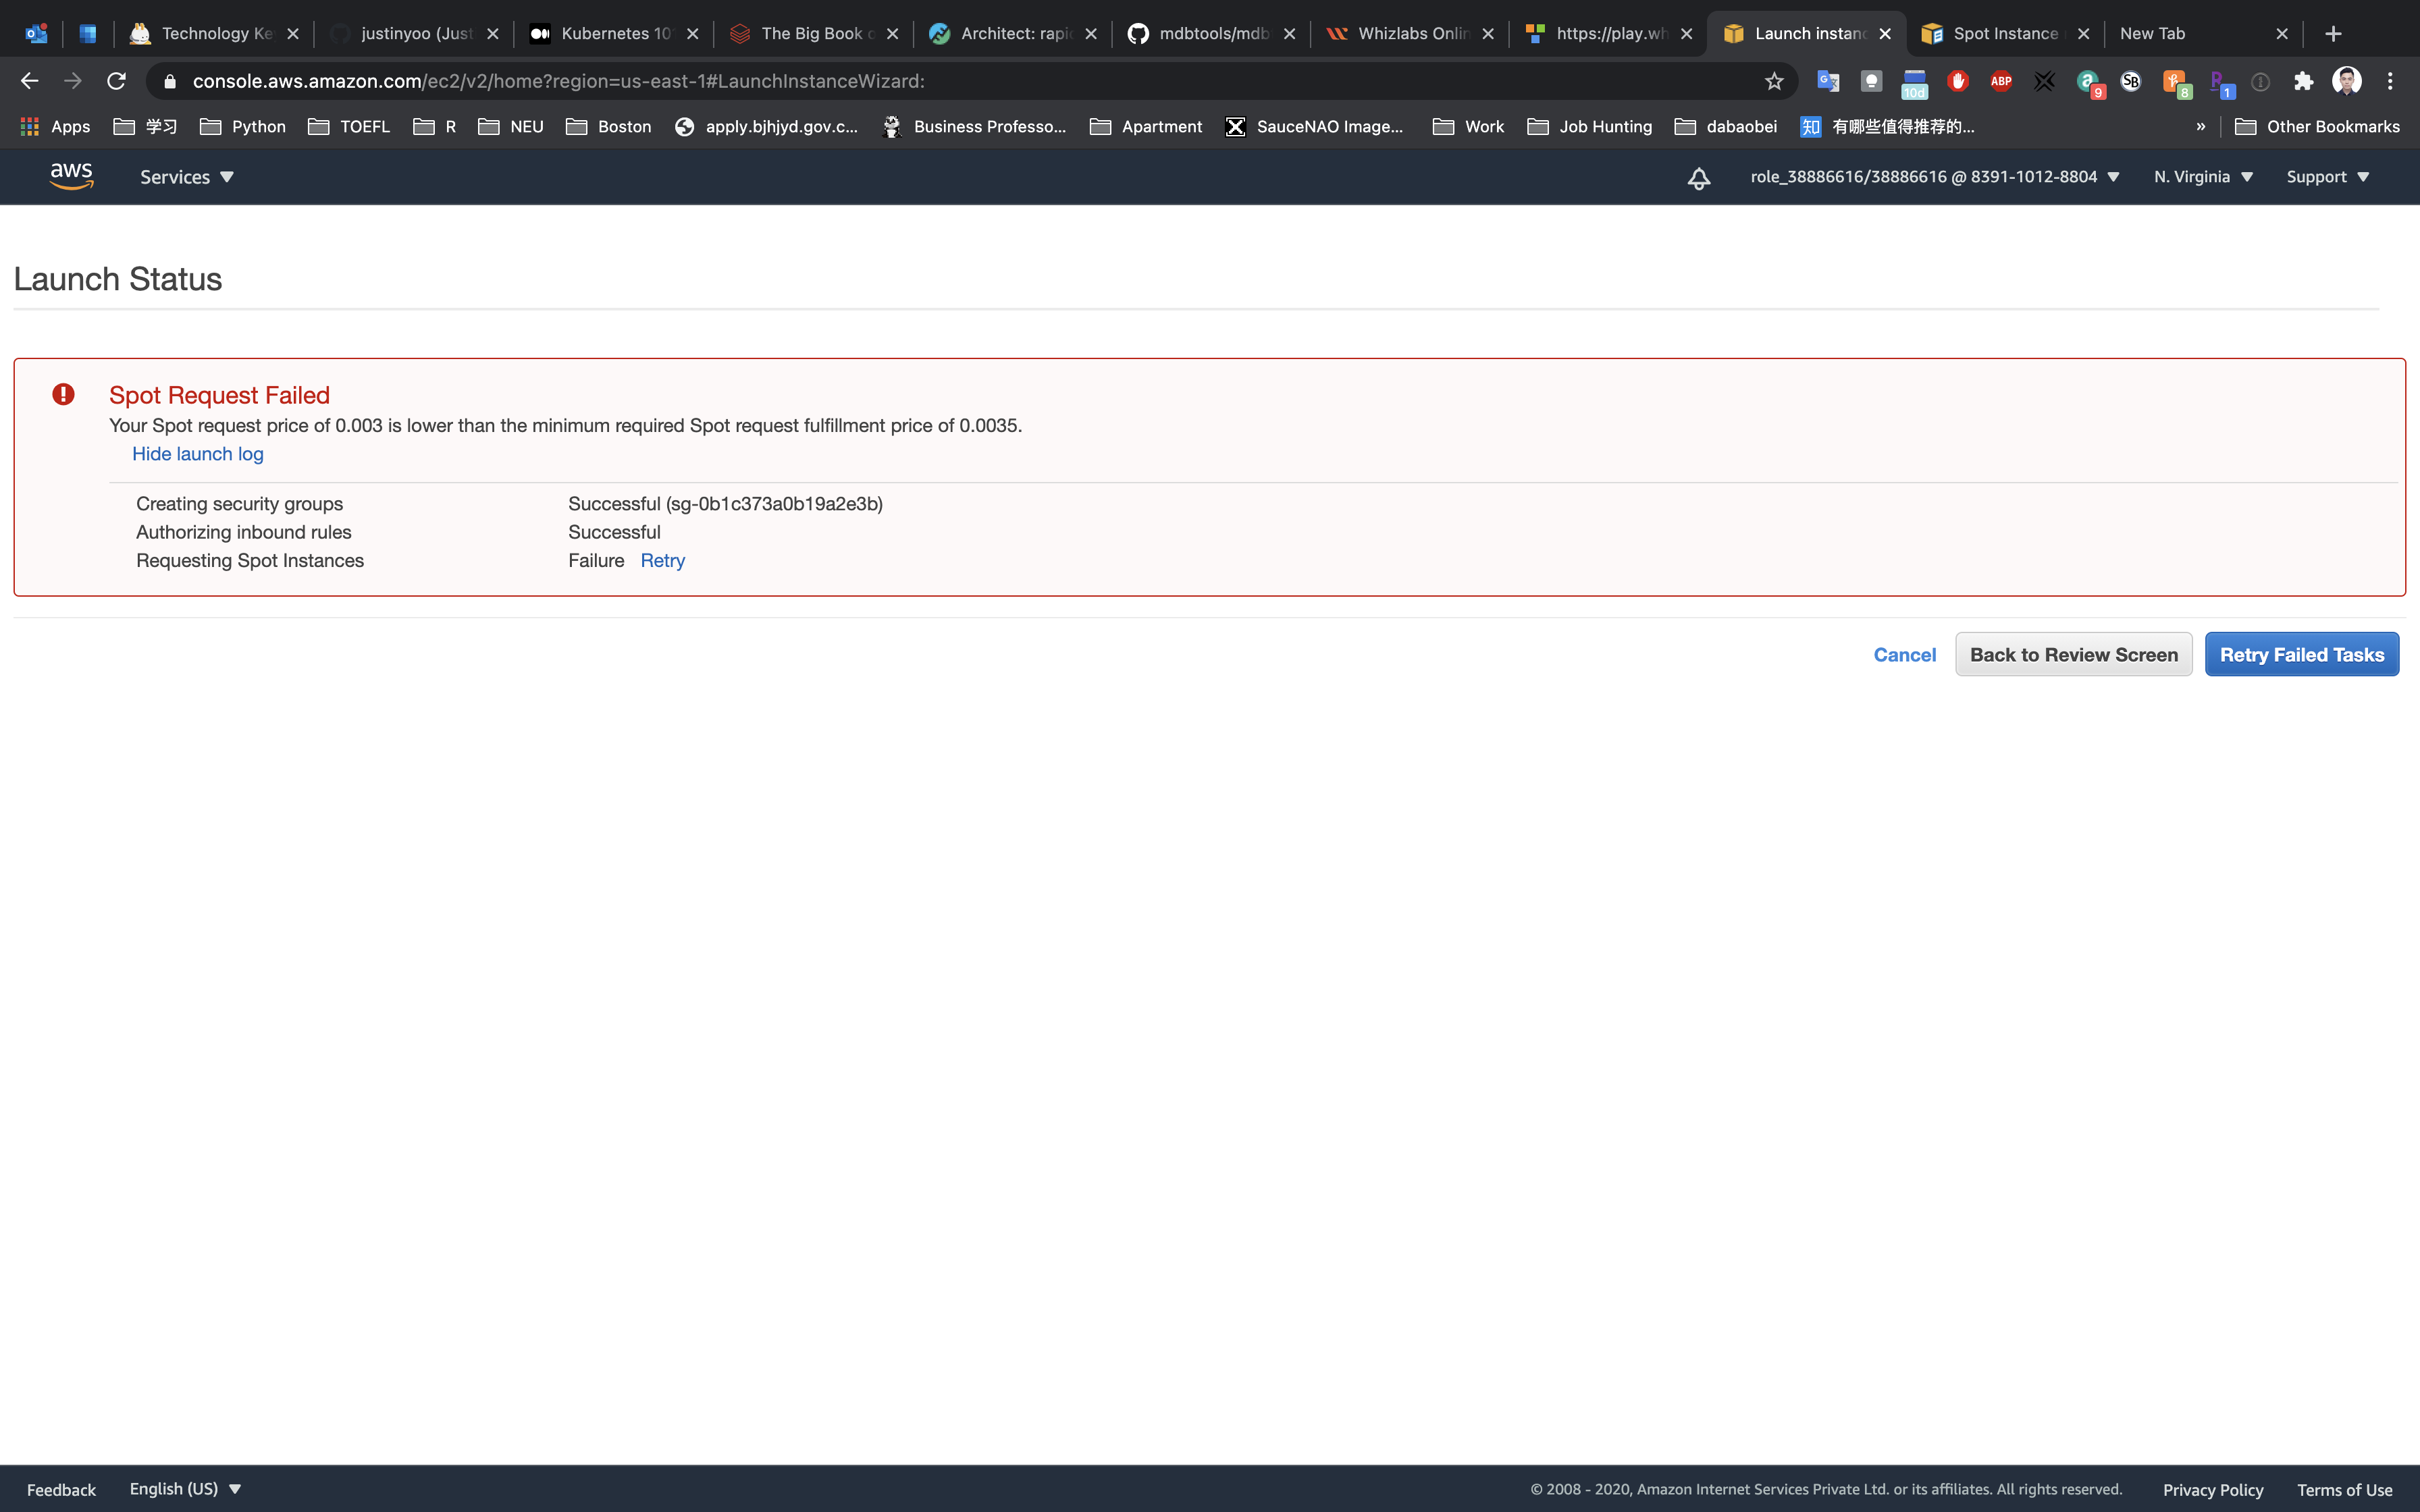 Technology Ke
justinyoo (Just
Kubernetes 10
The Big Book o
Architect: rapi
mdbtools/mdb
Whizlabs Onlin
https://play.wh
Launch instanc
Spot Instance
New Tab
console.aws.amazon.com/ec2/v2/home?region=us-east-1#LaunchInstanceWizard:
10d
ABP
9
SB
8
1
Apps
学习
Python
TOEFL
R
NEU
Boston
apply.bjhjyd.gov.c...
Business Professo...
Apartment
SauceNAO Image...
Work
Job Hunting
dabaobei
知 有哪些值得推荐的...
»
Other Bookmarks
aws
Services
role_38886616/38886616 @ 8391-1012-8804
N. Virginia
Support
Launch Status
Spot Request Failed
Your Spot request price of 0.003 is lower than the minimum required Spot request fulfillment price of 0.0035.
Hide launch log
Creating security groups Successful (sg-0b1c373a0b19a2e3b)
Authorizing inbound rules Successful
Requesting Spot Instances Failure Retry
Cancel
Back to Review Screen
Retry Failed Tasks
Feedback
English (US)
© 2008 - 2020, Amazon Internet Services Private Ltd. or its affiliates. All rights reserved.
Privacy Policy
Terms of Use